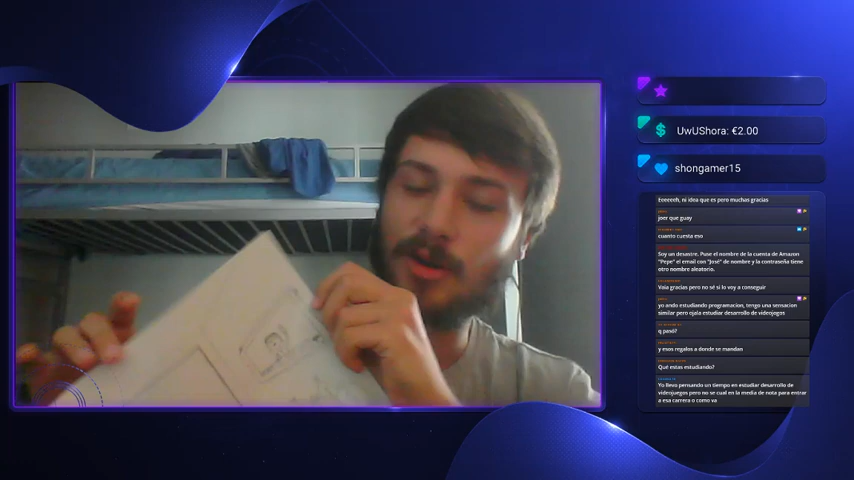 UwUShora: €2.00
shongamer15
Eeeeeeh, ni idea que es pero muchas gracias
joer que guay
cuanto cuesta eso
Soy un desastre. Puse el nombre de la cuenta de Amazon
"Pepe" el email con "José" de nombre y la contraseña tiene
otro nombre aleatorio.
Vaia gracias pero no sé si lo voy a conseguir
yo ando estudiando programacion, tengo una sensacion
similar pero ojala estudiar desarrollo de videojuegos
q pasó?
y esos regalos a donde se mandan
Qué estas estudiando?
Yo llevo pensando un tiempo en estudiar desarrollo de
videojuegos pero no se cual en la media de nota para entrar
a esa carrera o como va